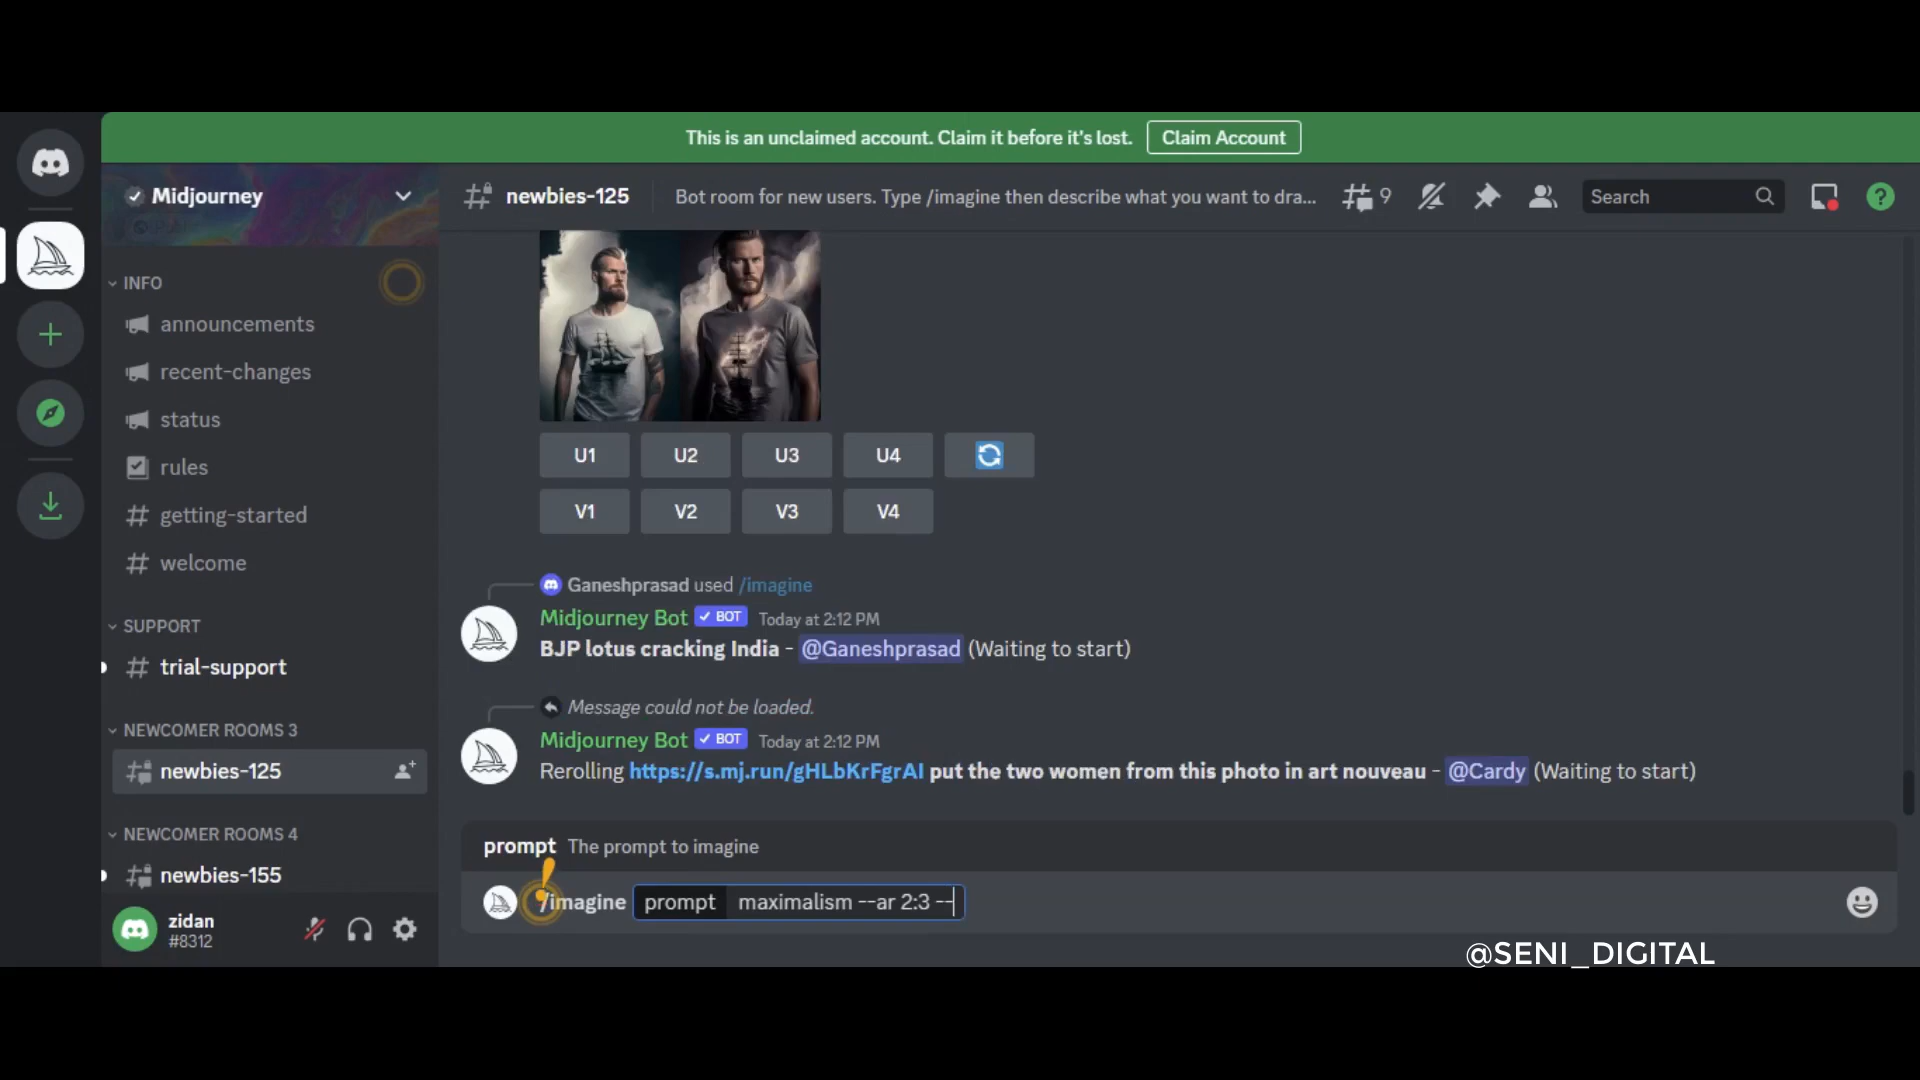 This is an unclaimed account. Claim it before it's lost. Claim Account
Midjourney
newbies-125
Bot room for new users. Type /imagine then describe what you want to dra...
9
Search
INFO
announcements
recent-changes
status
rules
getting-started
welcome
SUPPORT
trial-support
NEWCOMER ROOMS 3
newbies-125
NEWCOMER ROOMS 4
newbies-155
zidan
#8312
U1 U2 U3 U4
V1 V2 V3 V4
Ganeshprasad used /imagine
Midjourney Bot BOT Today at 2:12 PM
BJP lotus cracking India - @Ganeshprasad (Waiting to start)
Message could not be loaded.
Midjourney Bot BOT Today at 2:12 PM
Rerolling https://s.mj.run/gHLbKrFgrAI put the two women from this photo in art nouveau - @Cardy (Waiting to start)
prompt The prompt to imagine
/imagine prompt maximalism --ar 2:3 --
@SENI_DIGITAL